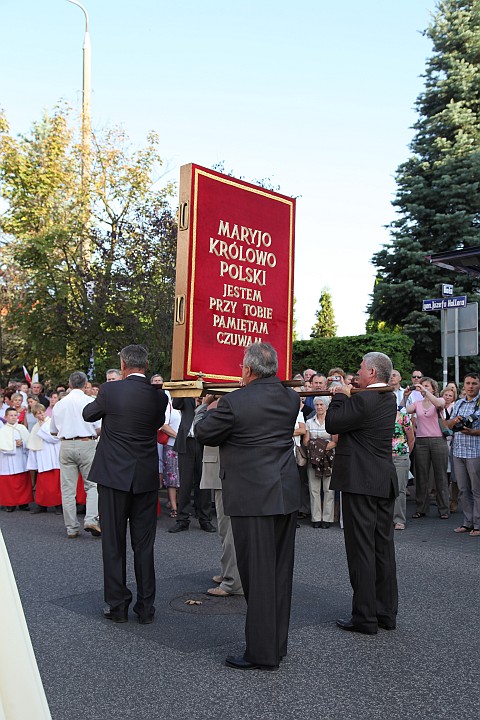 MARYJO
KRÓLOWO
POLSKI
JESTEM
PRZY TOBIE
PAMIĘTAM
CZUWAM